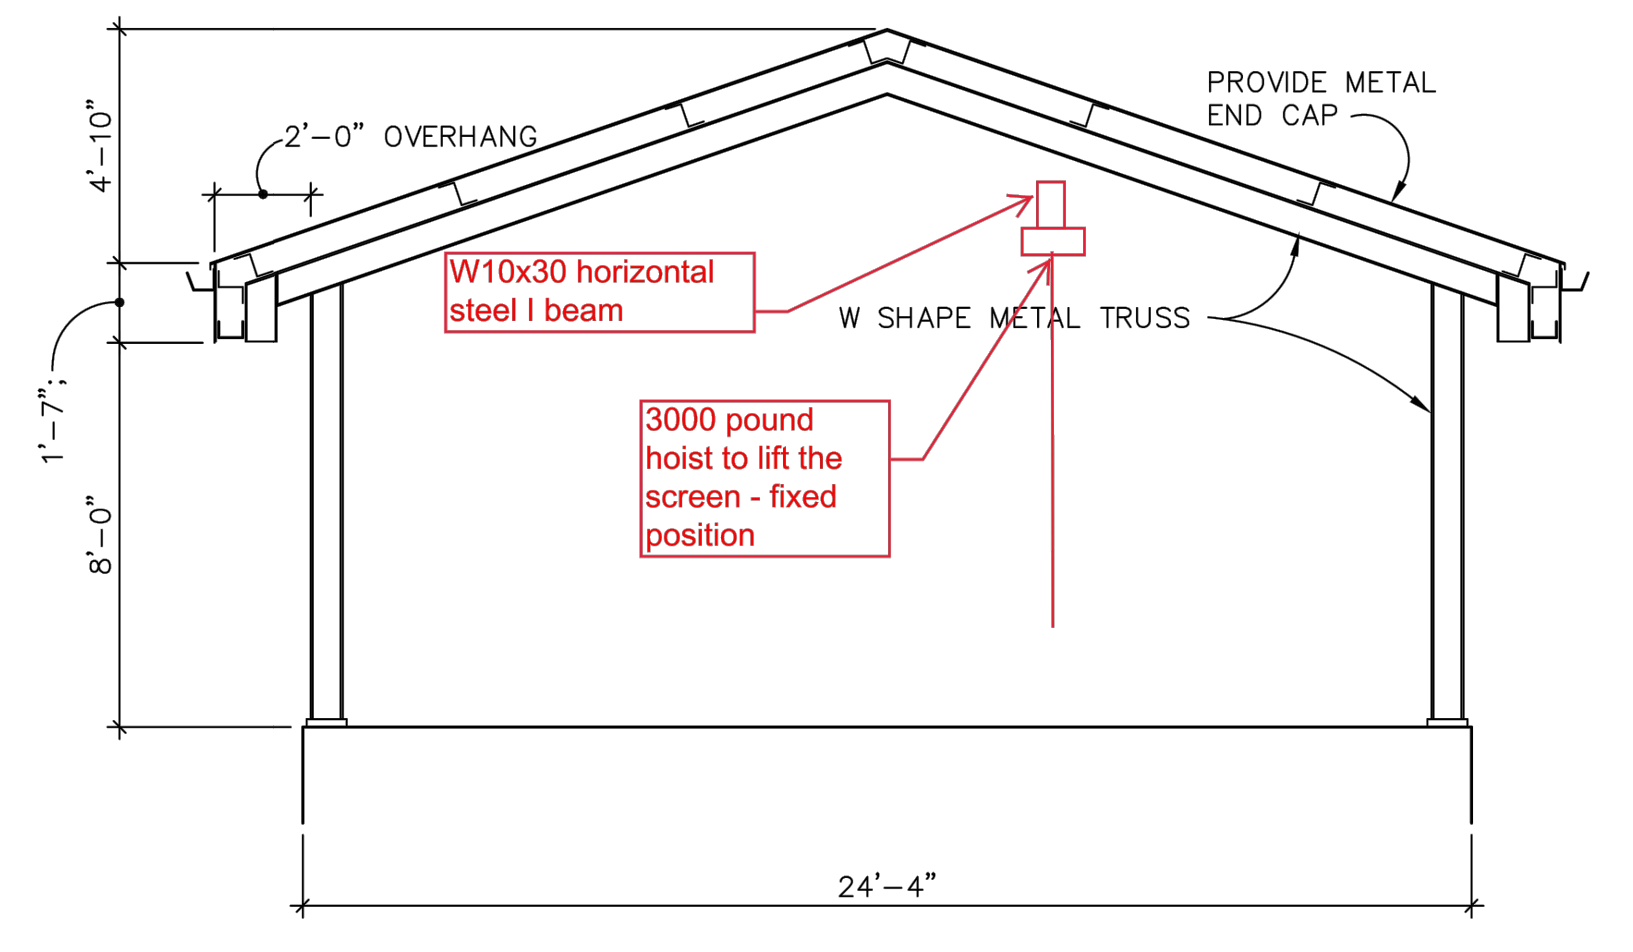 PROVIDE METAL
END CAP
4'-10"
2'-0" OVERHANG
W10x30 horizontal
steel I beam
W SHAPE METAL TRUSS
1'-7";
3000 pound
hoist to lift the
screen - fixed
position
8'-0"
24'-4"